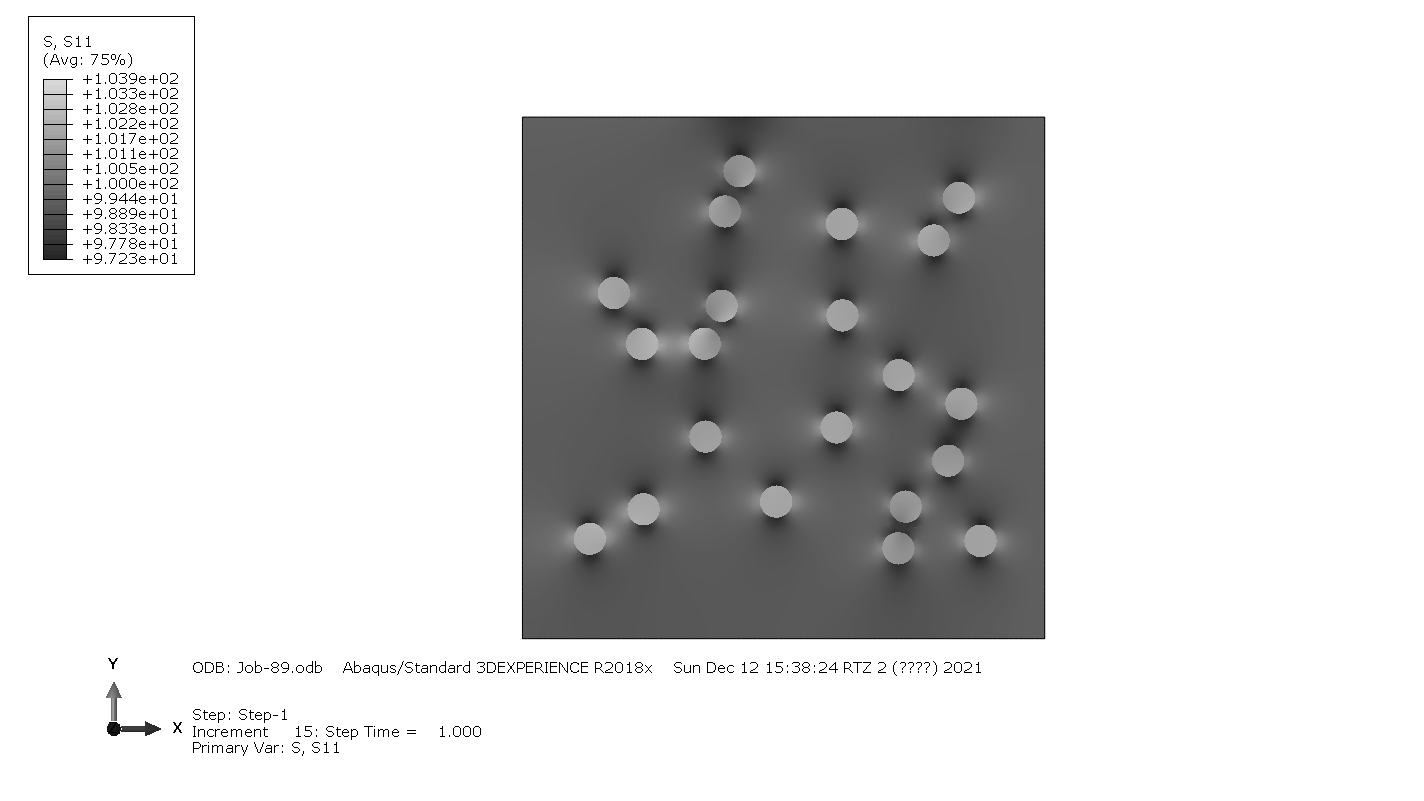 S, S11
(Avg: 75%)
+1.039e+02
+1.033e+02
+1.028e+02
+1.022e+02
+1.017e+02
+1.011e+02
+1.005e+02
+1.000e+02
+9.944e+01
+9.889e+01
+9.833e+01
+9.778e+01
+9.723e+01
Y
X
ODB: Job-89.odb Abaqus/Standard 3DEXPERIENCE R2018x Sun Dec 12 15:38:24 RTZ 2 (????) 2021
Step: Step-1
Increment 15: Step Time = 1.000
Primary Var: S, S11